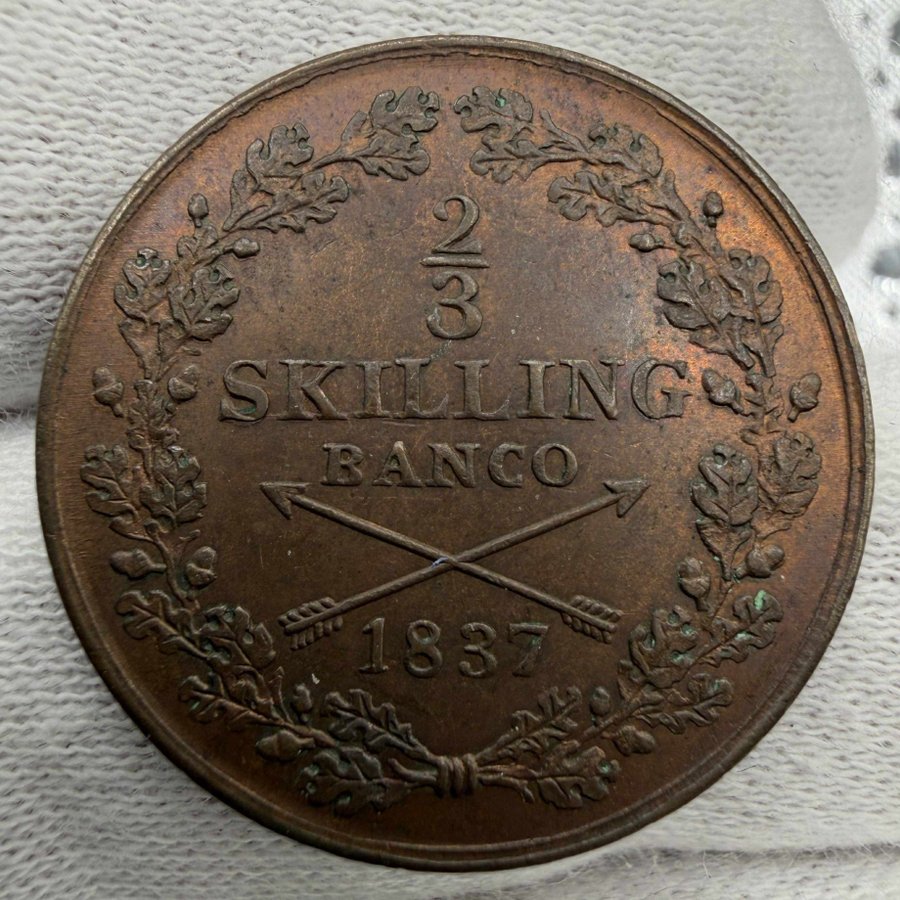 2/3
SKILLING
BANCO
1837